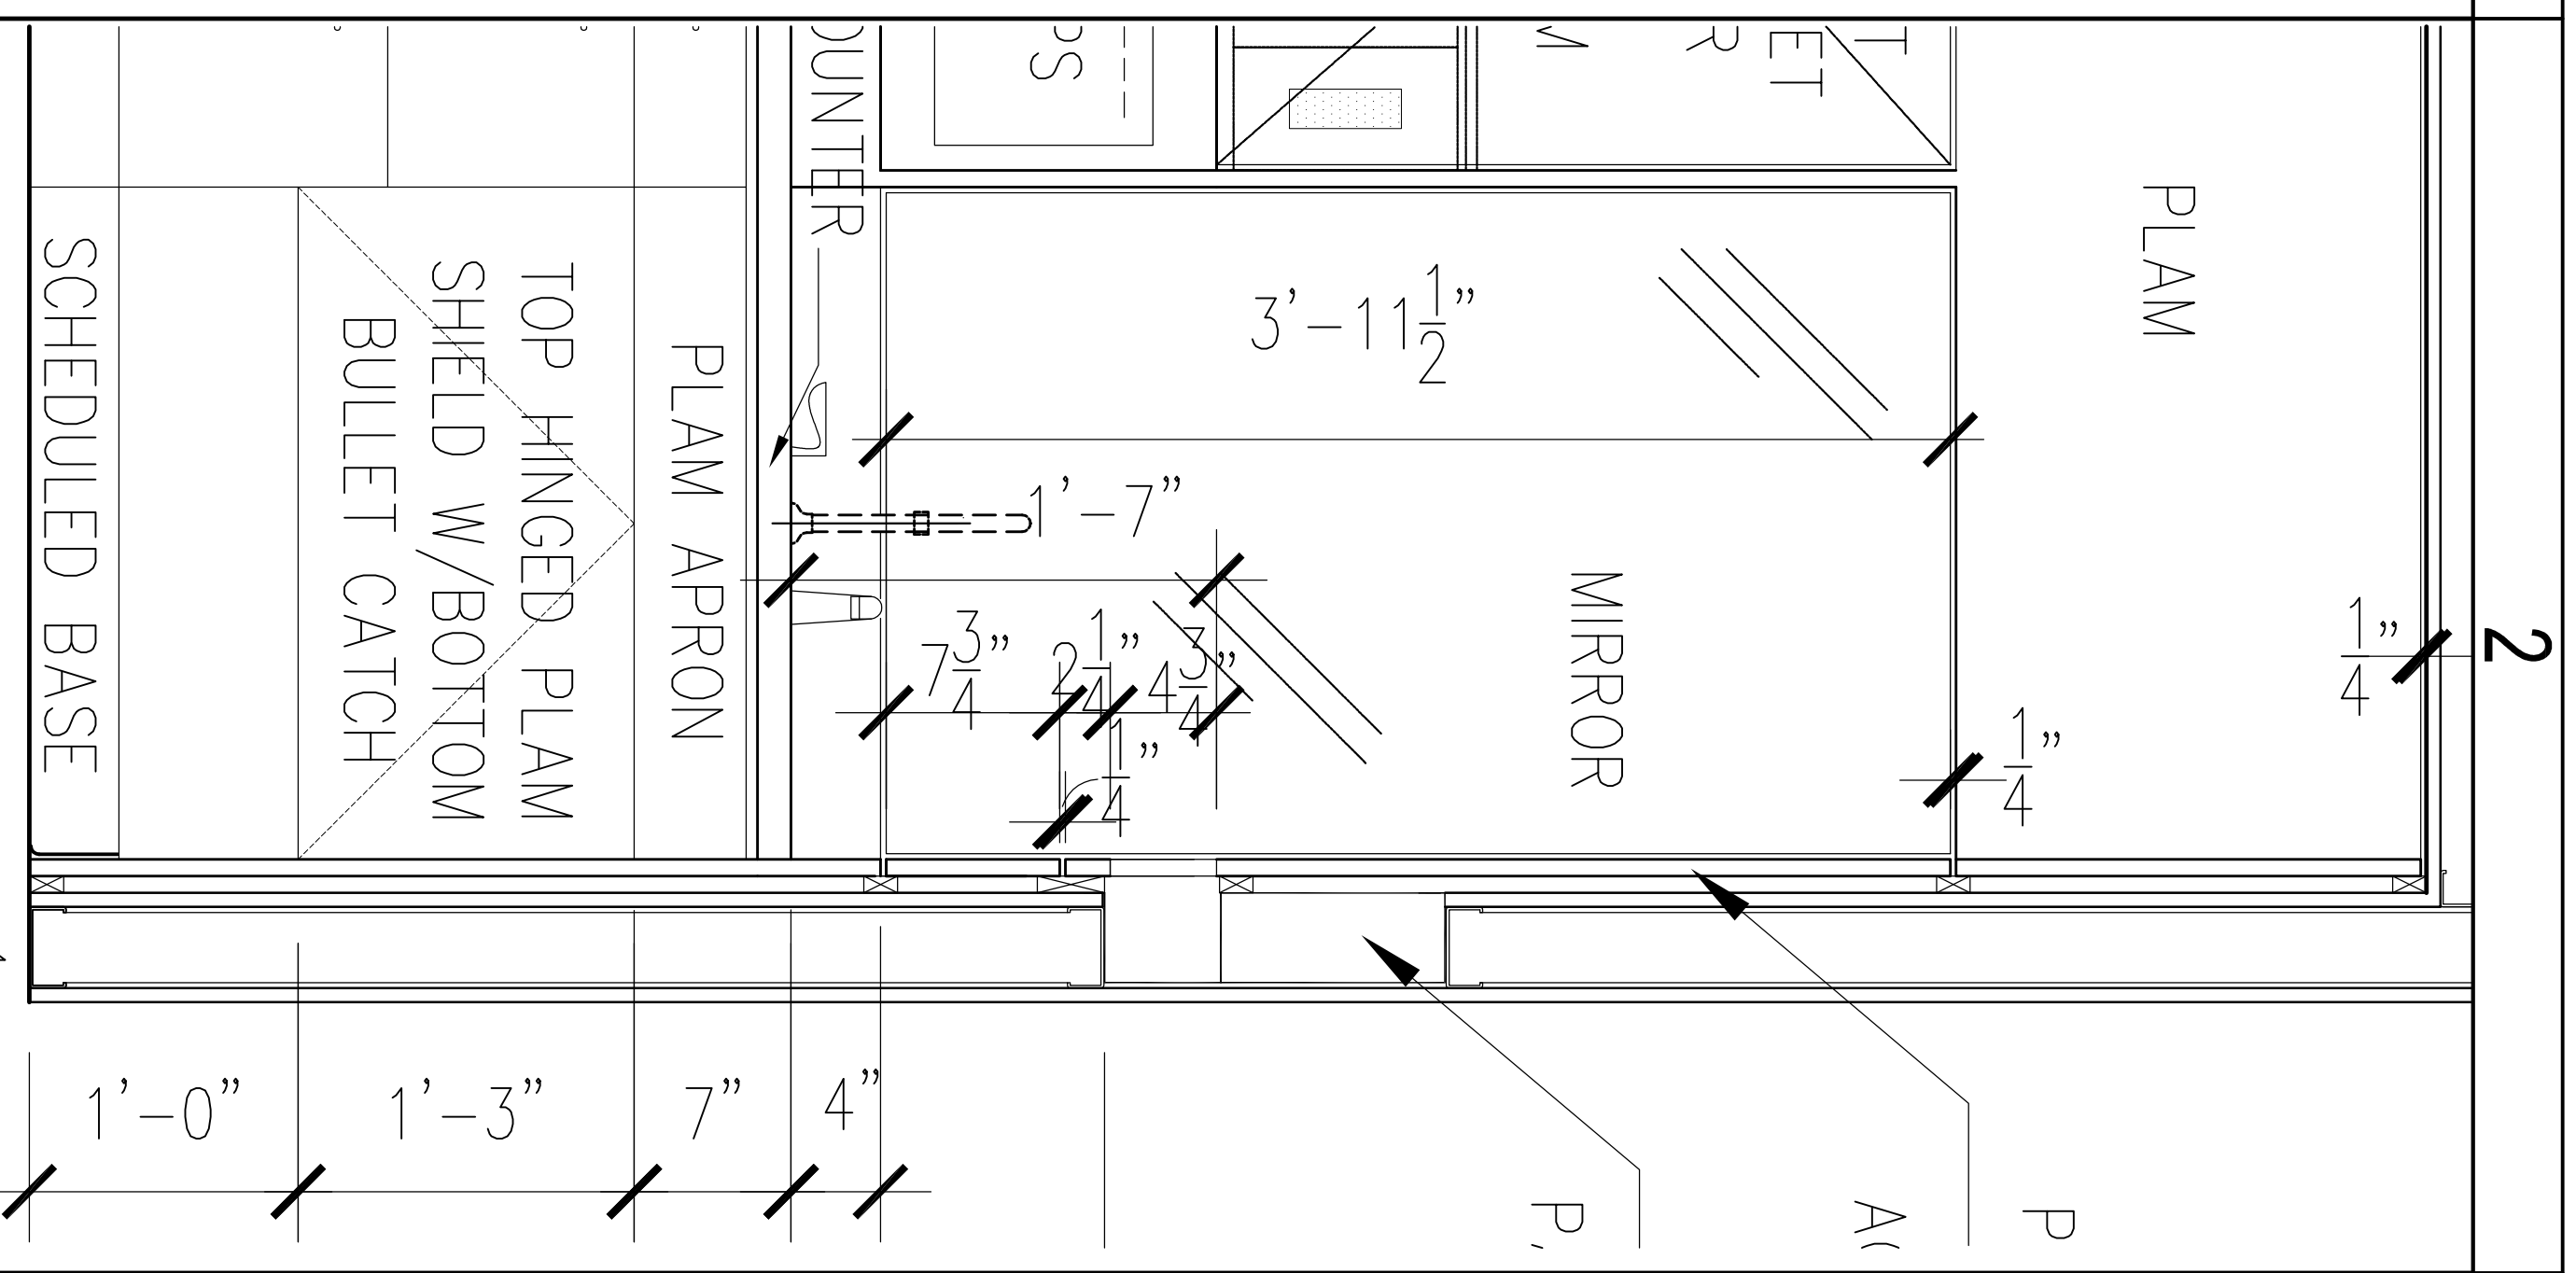 2
PLAM
MIRROR
PLAM APRON
TOP HINGED PLAM
SHIELD W/BOTTOM
BULLET CATCH
SCHEDULED BASE
3'-11 1/2"
1'-7"
7 3/4" 2 1/4" 4 3/4"
1/4"
1/4"
1/4"
1'-0" 1'-3" 7" 4"